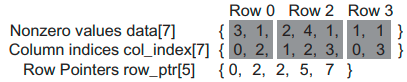 Row 0 Row 2 Row 3
Nonzero values data[7] { 3, 1, 2, 4, 1, 1, 1 }
Column indices col_index[7] { 0, 2, 1, 2, 3, 0, 3 }
Row Pointers row_ptr[5] { 0, 2, 2, 5, 7 }